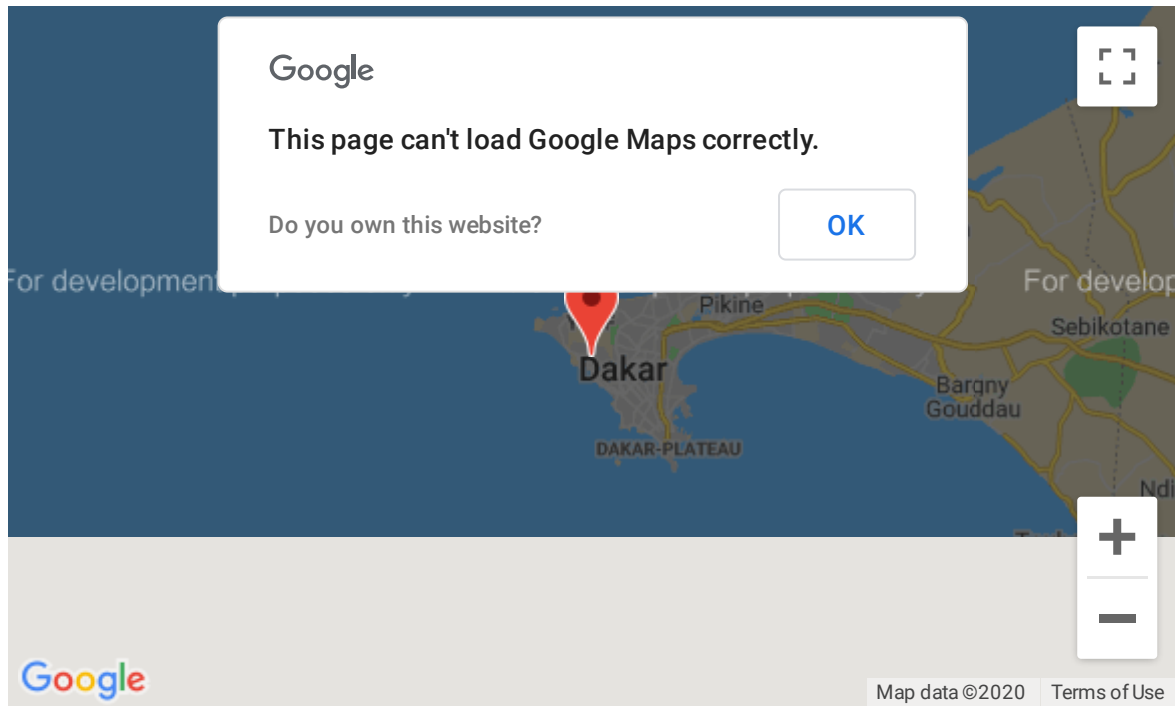 Google
This page can't load Google Maps correctly.
Do you own this website?
OK
For development
For develop
Pikine
Sebikotane
Dakar
Bargny
Gouddau
DAKAR-PLATEAU
Ndi
Google
Map data ©2020
Terms of Use